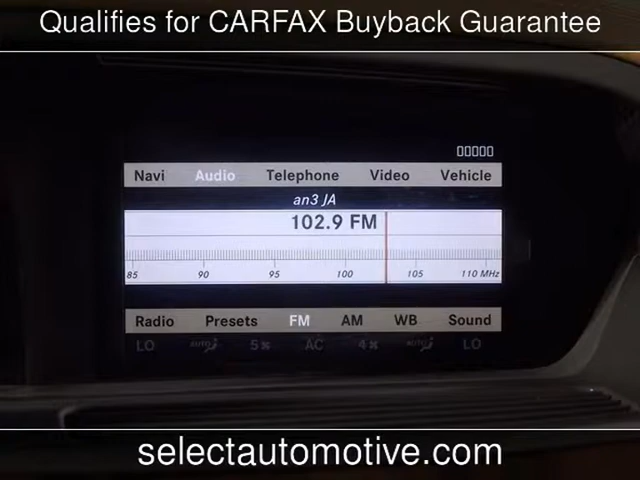 Qualifies for CARFAX Buyback Guarantee
Navi Audio Telephone Video Vehicle
an3 JA
102.9 FM
85 90 95 100 105 110 MHz
Radio Presets FM AM WB Sound
LO AUTO 5 AC 4 AUTO LO
selectautomotive.com